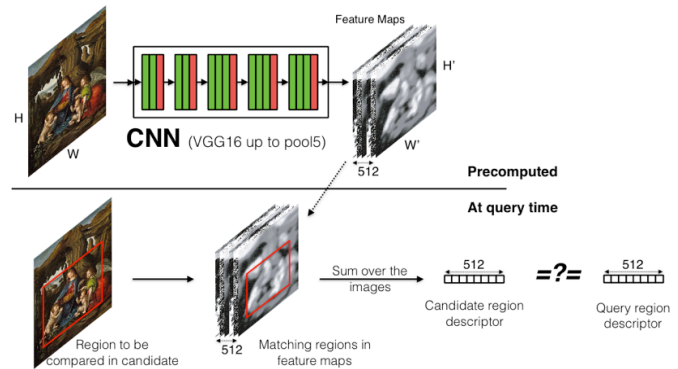 Feature Maps
H
W
CNN (VGG16 up to pool5)
H'
W'
512
Precomputed
At query time
Region to be
compared in candidate
512
Matching regions in
feature maps
Sum over the
images
512
Candidate region
descriptor
=?=
512
Query region
descriptor